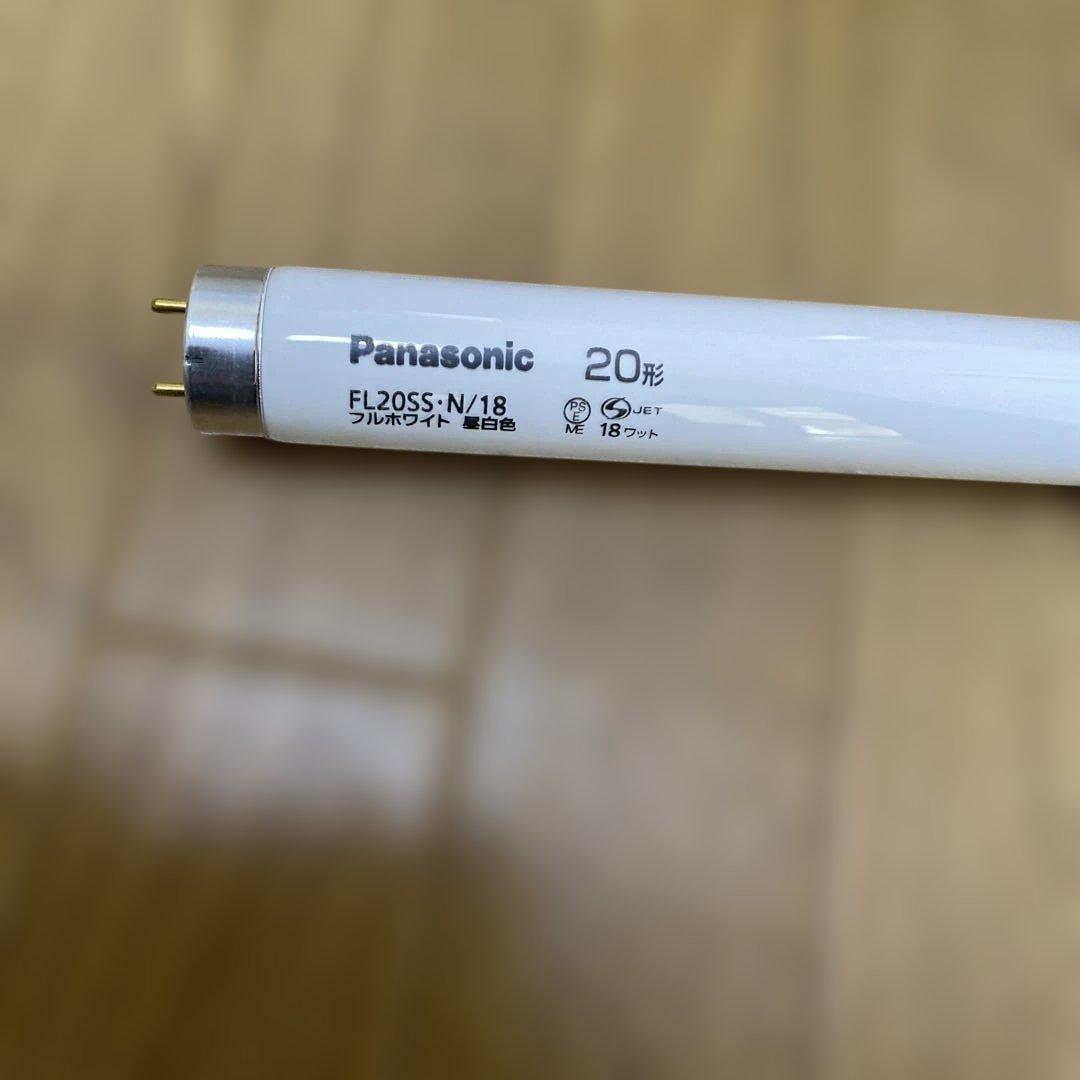 Panasonic 20形
FL20SS・N/18
フルホワイト 昼白色
PS E JET
ME 18ワット